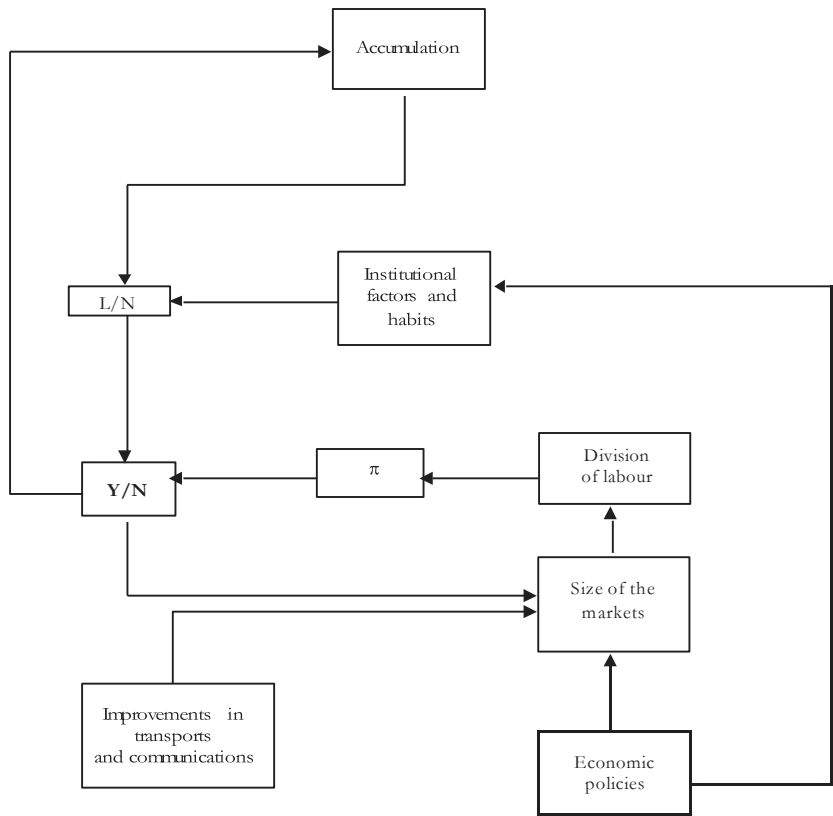 Accumulation
Institutional
factors and
habits
L/N
Division
of labour
π
Y/N
Size of the
markets
Improvements in
transports
and communications
Economic
policies